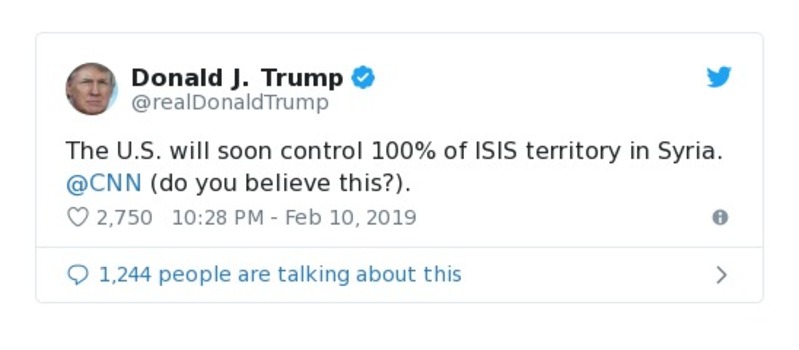 Donald J. Trump
@realDonaldTrump
The U.S. will soon control 100% of ISIS territory in Syria.
@CNN (do you believe this?).
2,750 10:28 PM - Feb 10, 2019
1,244 people are talking about this